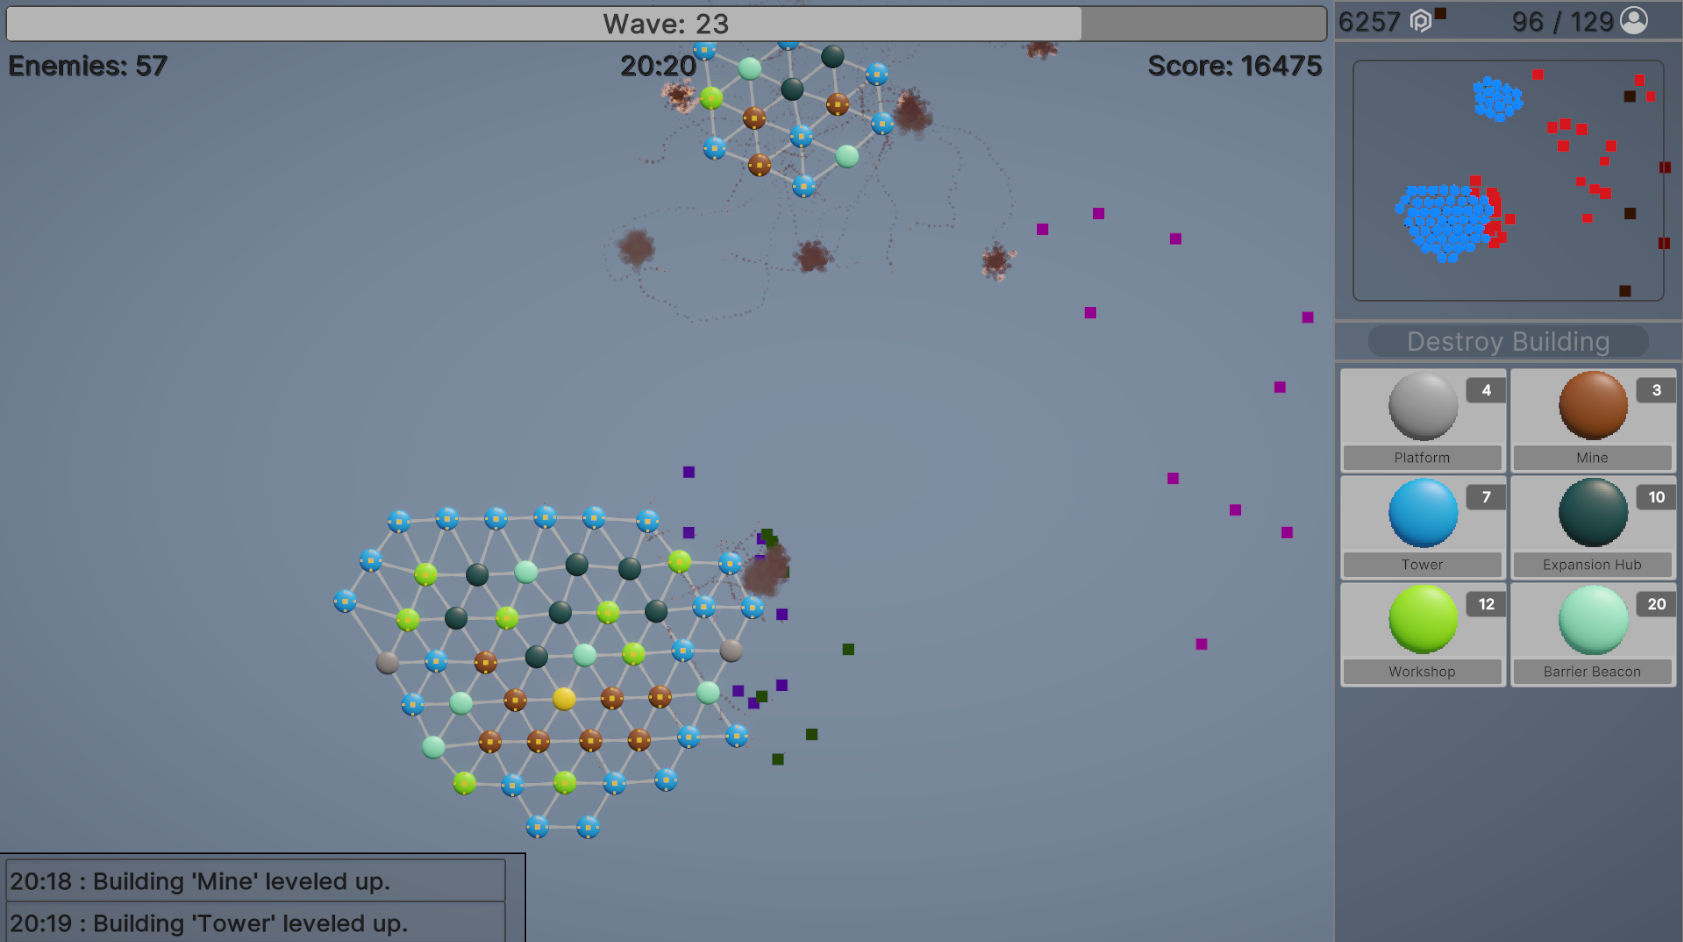 Wave: 23
6257
96 / 129
Enemies: 57
20:20
Score: 16475
Destroy Building
4
3
Platform
Mine
7
10
Tower
Expansion Hub
12
20
Workshop
Barrier Beacon
20:18 : Building 'Mine' leveled up.
20:19 : Building 'Tower' leveled up.